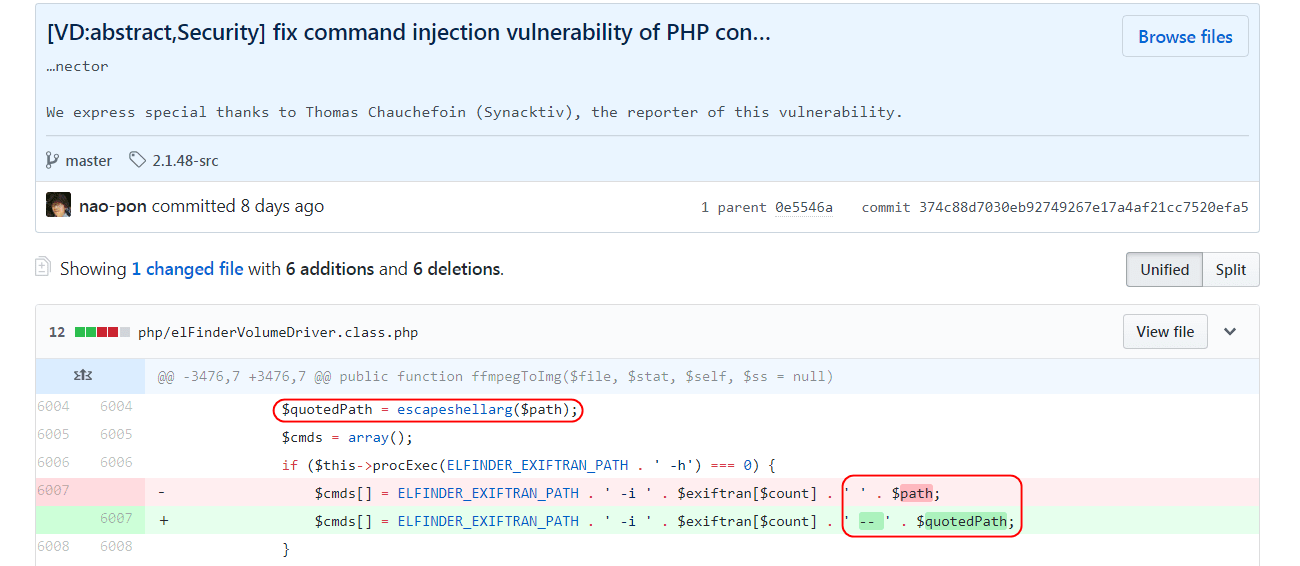 [VD:abstract,Security] fix command injection vulnerability of PHP con…
Browse files
…nector
We express special thanks to Thomas Chauchefoin (Synacktiv), the reporter of this vulnerability.
master 2.1.48-src
nao-pon committed 8 days ago 1 parent 0e5546a commit 374c88d7030eb92749267e17a4af21cc7520efa5
Showing 1 changed file with 6 additions and 6 deletions. Unified Split
12 php/elFinderVolumeDriver.class.php View file
@@ -3476,7 +3476,7 @@ public function ffmpegToImg($file, $stat, $self, $ss = null)
6004 6004 $quotedPath = escapeshellarg($path);
6005 6005 $cmds = array();
6006 6006 if ($this->procExec(ELFINDER_EXIFTRAN_PATH . ' -h') === 0) {
6007 - $cmds[] = ELFINDER_EXIFTRAN_PATH . ' -i ' . $exiftran[$count] . ' ' . $path;
6007 + $cmds[] = ELFINDER_EXIFTRAN_PATH . ' -i ' . $exiftran[$count] . ' -- ' . $quotedPath;
6008 6008 }